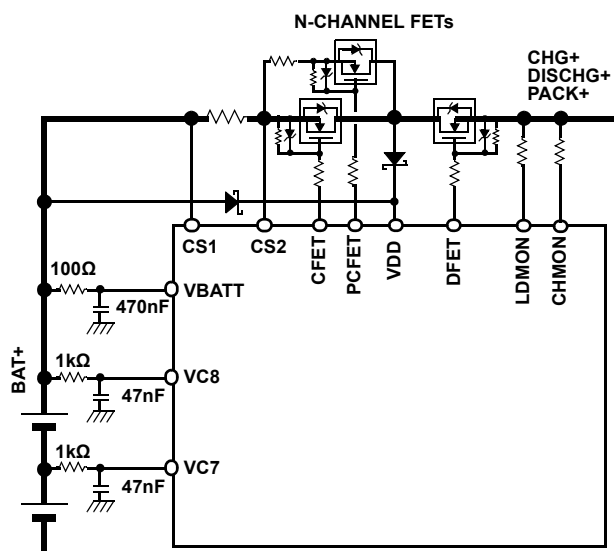 N-CHANNEL FETs
CHG+
DISCHG+
PACK+
CS1
CS2
CFET
PCFET
VDD
DFET
LDMON
CHMON
100Ω
VBATT
470nF
BAT+
1kΩ
VC8
47nF
1kΩ
VC7
47nF